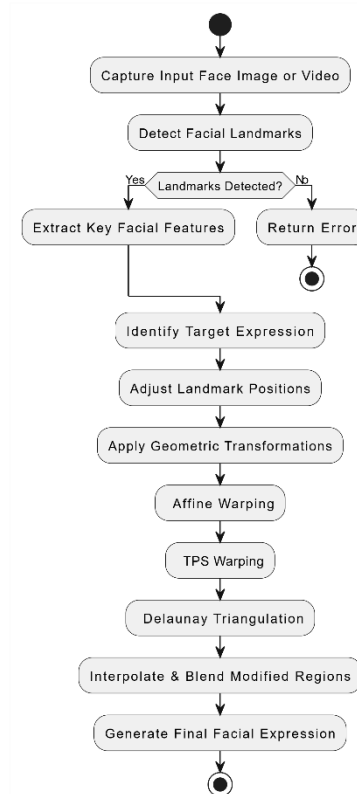 Capture Input Face Image or Video
Detect Facial Landmarks
Yes
Landmarks Detected?
No
Extract Key Facial Features
Return Error
Identify Target Expression
Adjust Landmark Positions
Apply Geometric Transformations
Affine Warping
TPS Warping
Delaunay Triangulation
Interpolate & Blend Modified Regions
Generate Final Facial Expression